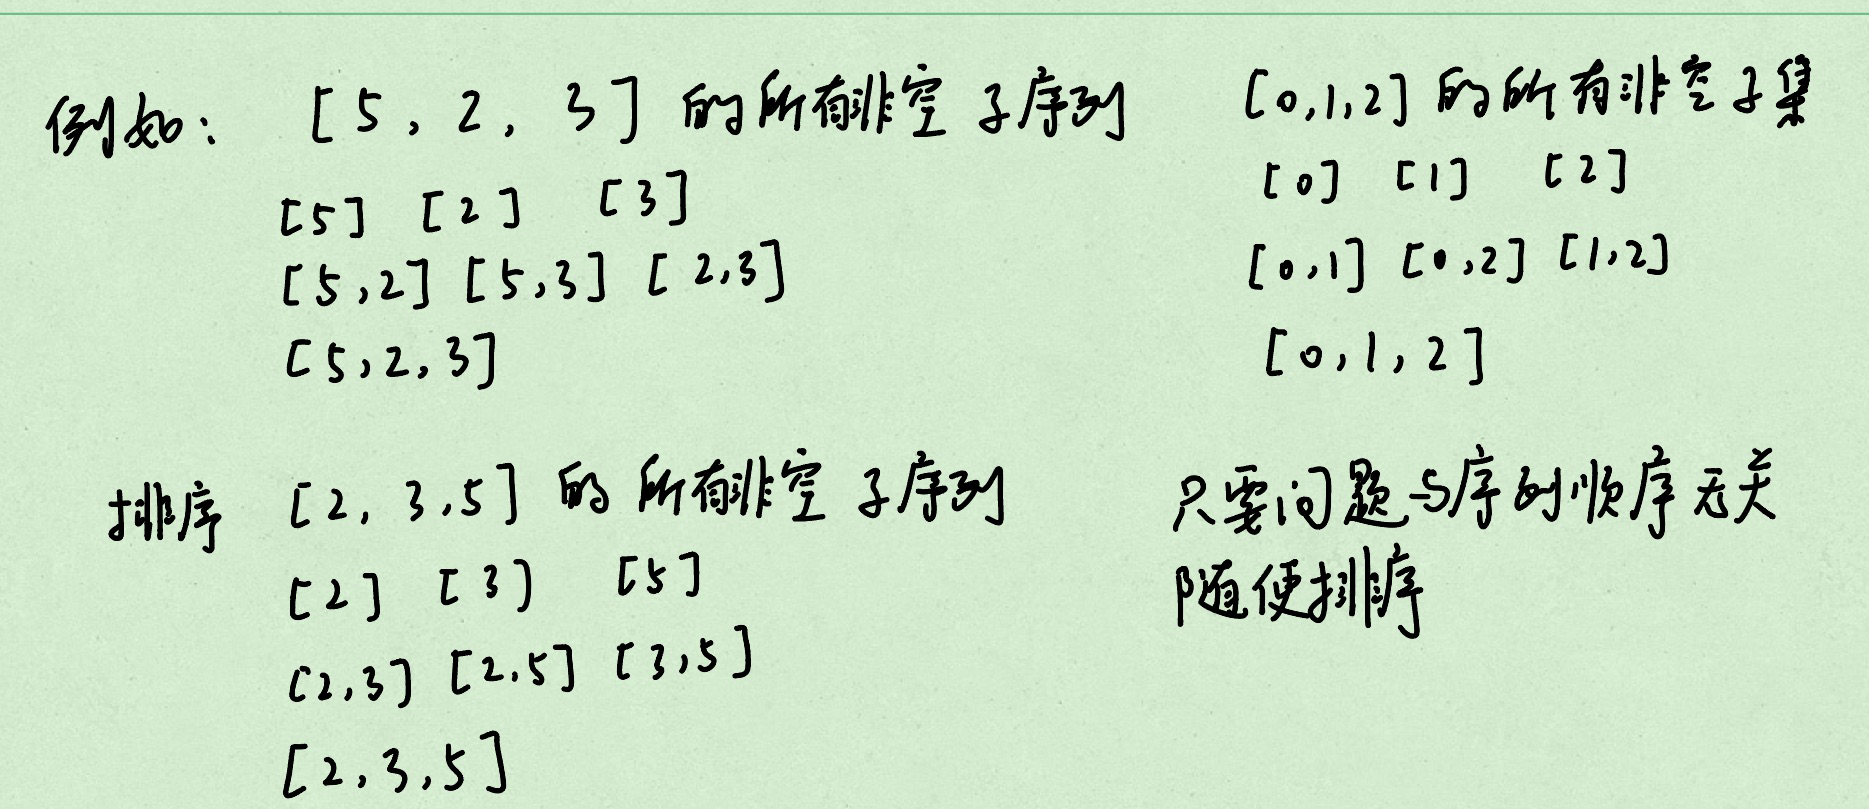 例如： [5, 2, 3] 的所有非空子序列
[5] [2] [3]
[5,2] [5,3] [2,3]
[5,2,3]
[0,1,2] 的所有非空子集
[0] [1] [2]
[0,1] [0,2] [1,2]
[0,1,2]
排序 [2,3,5] 的所有非空子序列
[2] [3] [5]
[2,3] [2,5] [3,5]
[2,3,5]
只要问题与序列顺序无关
随便排序